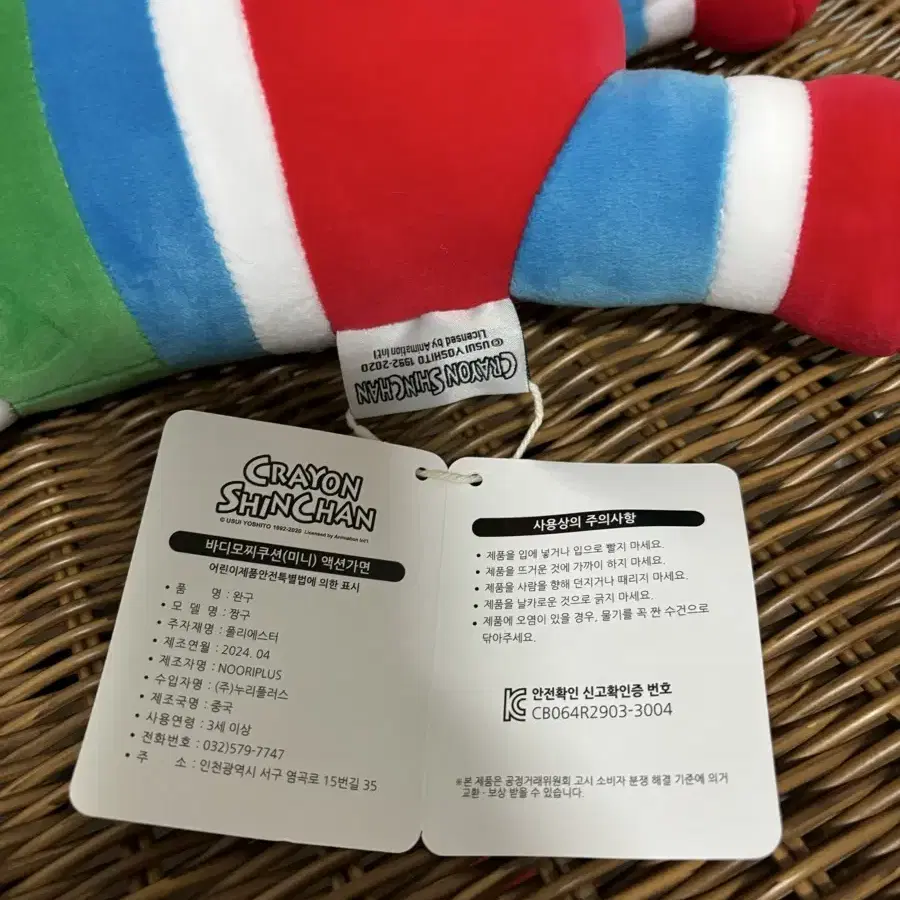 CRAYON SHINCHAN
© USUI YOSHITO 1992-2020
Licensed by Animation Int'l
CRAYON
SHINCHAN
© USUI YOSHITO 1992-2020 Licensed by Animation Int'l
바디모찌쿠션(미니) 액션가면
어린이제품안전특별법에 의한 표시
• 품 명 : 완구
• 모 델 명 : 짱구
• 주자재명 : 폴리에스터
• 제조연월 : 2024. 04
• 제조자명 : NOORIPLUS
• 수입자명 : (주)누리플러스
• 제조국명 : 중국
• 사용연령 : 3세 이상
• 전화번호 : 032)579-7747
• 주 소 : 인천광역시 서구 염곡로 15번길 35
사용상의 주의사항
• 제품을 입에 넣거나 입으로 빨지 마세요.
• 제품을 뜨거운 것에 가까이 하지 마세요.
• 제품을 사람을 향해 던지거나 때리지 마세요.
• 제품을 날카로운 것으로 긁지 마세요.
• 제품에 오염이 있을 경우, 물기를 꼭 짠 수건으로
닦아주세요.
안전확인 신고확인증 번호
CB064R2903-3004
※본 제품은 공정거래위원회 고시 소비자 분쟁 해결 기준에 의거
교환 · 보상 받을 수 있습니다.